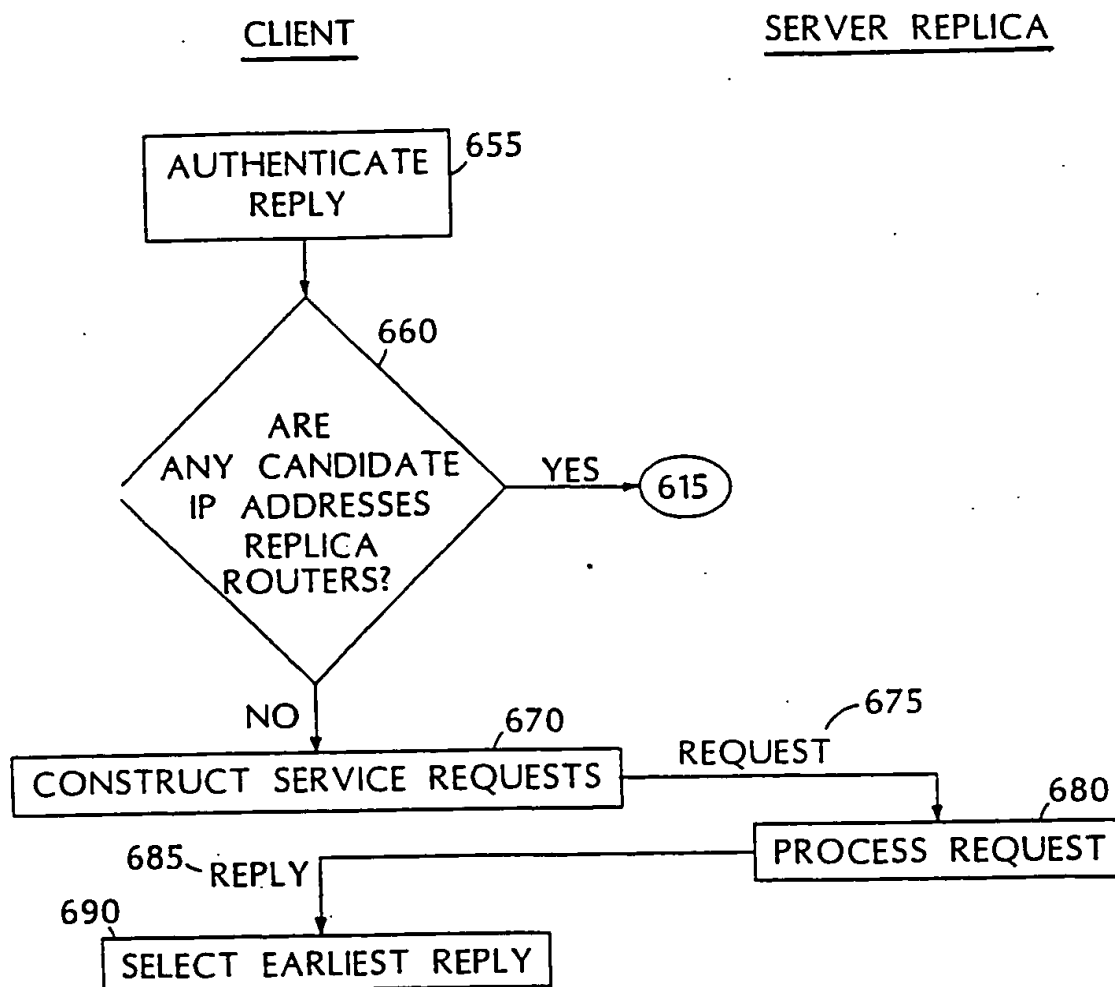 CLIENT
SERVER REPLICA
655
AUTHENTICATE
REPLY
660
ARE
ANY CANDIDATE
IP ADDRESSES
REPLICA
ROUTERS?
YES
615
NO
670
CONSTRUCT SERVICE REQUESTS
675
REQUEST
680
PROCESS REQUEST
685
REPLY
690
SELECT EARLIEST REPLY